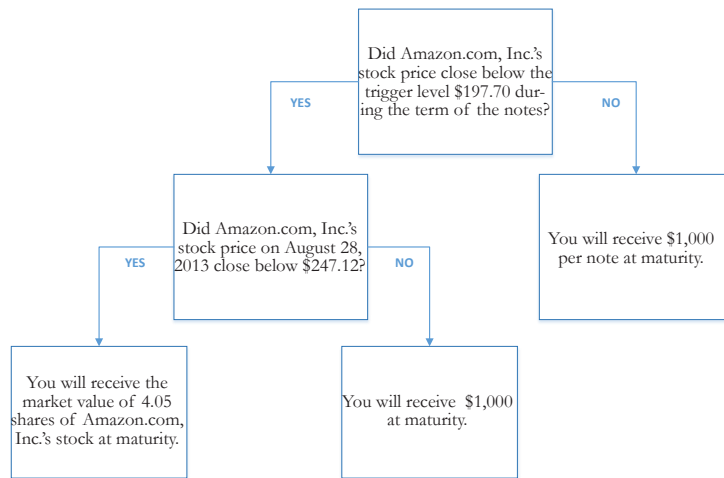 Did Amazon.com, Inc.'s
stock price close below the
trigger level $197.70 dur-
ing the term of the notes?
YES
NO
Did Amazon.com, Inc.'s
stock price on August 28,
2013 close below $247.12?
You will receive $1,000
per note at maturity.
YES
NO
You will receive the
market value of 4.05
shares of Amazon.com,
Inc.'s stock at maturity.
You will receive $1,000
at maturity.